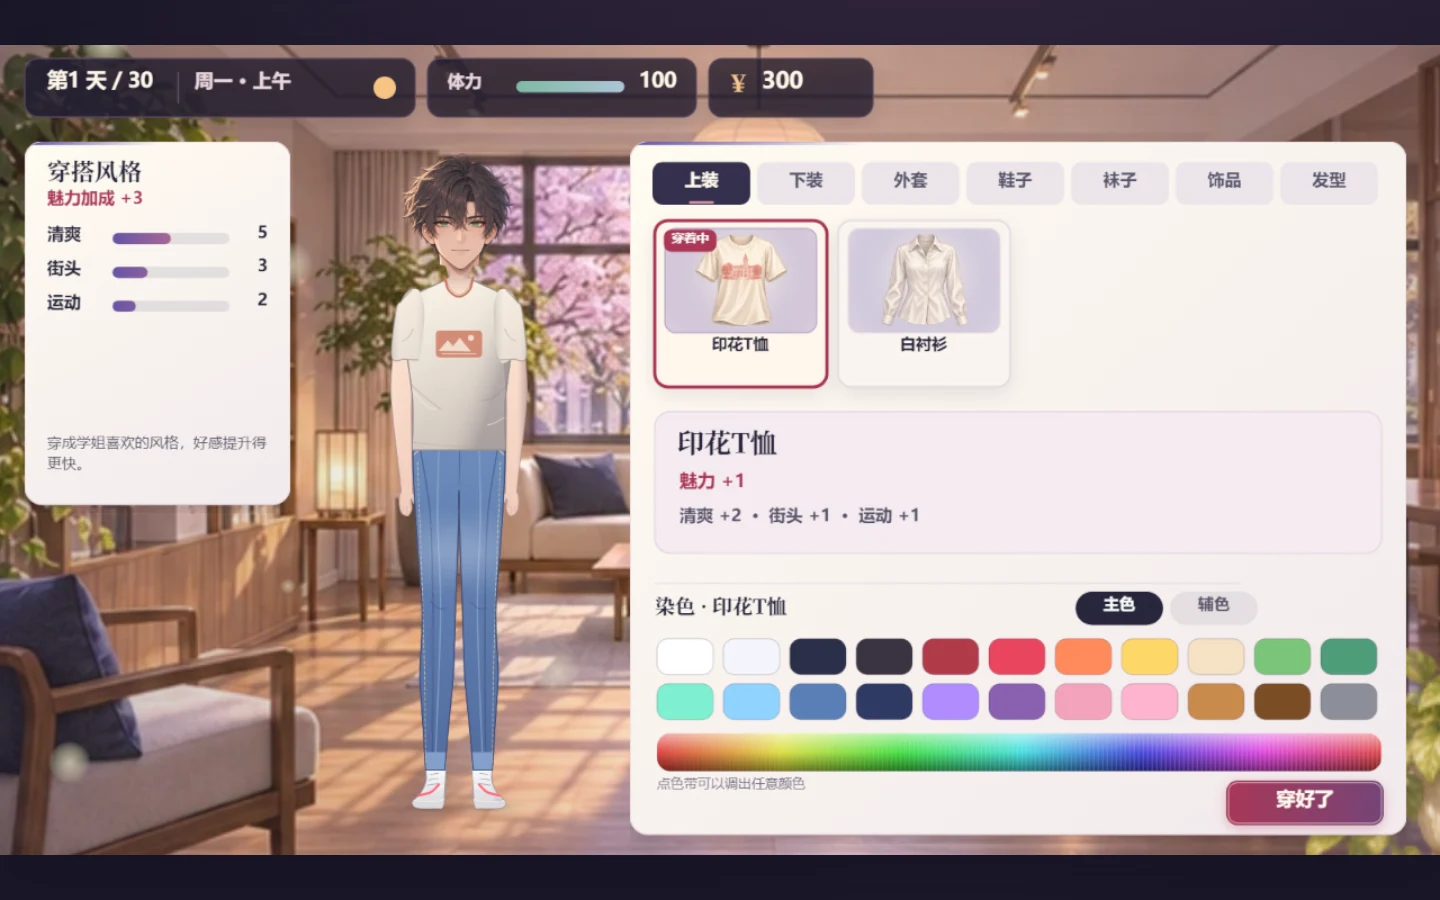 第1 天 / 30
周一 • 上午
体力
100
¥ 300
穿搭风格
魅力加成 +3
清爽 5
街头 3
运动 2
穿成学姐喜欢的风格，好感提升得
更快。
上装
下装
外套
鞋子
袜子
饰品
发型
穿着中
印花T恤
白衬衫
印花T恤
魅力 +1
清爽 +2 • 街头 +1 • 运动 +1
染色 · 印花T恤
主色
辅色
点色带可以调出任意颜色
穿好了